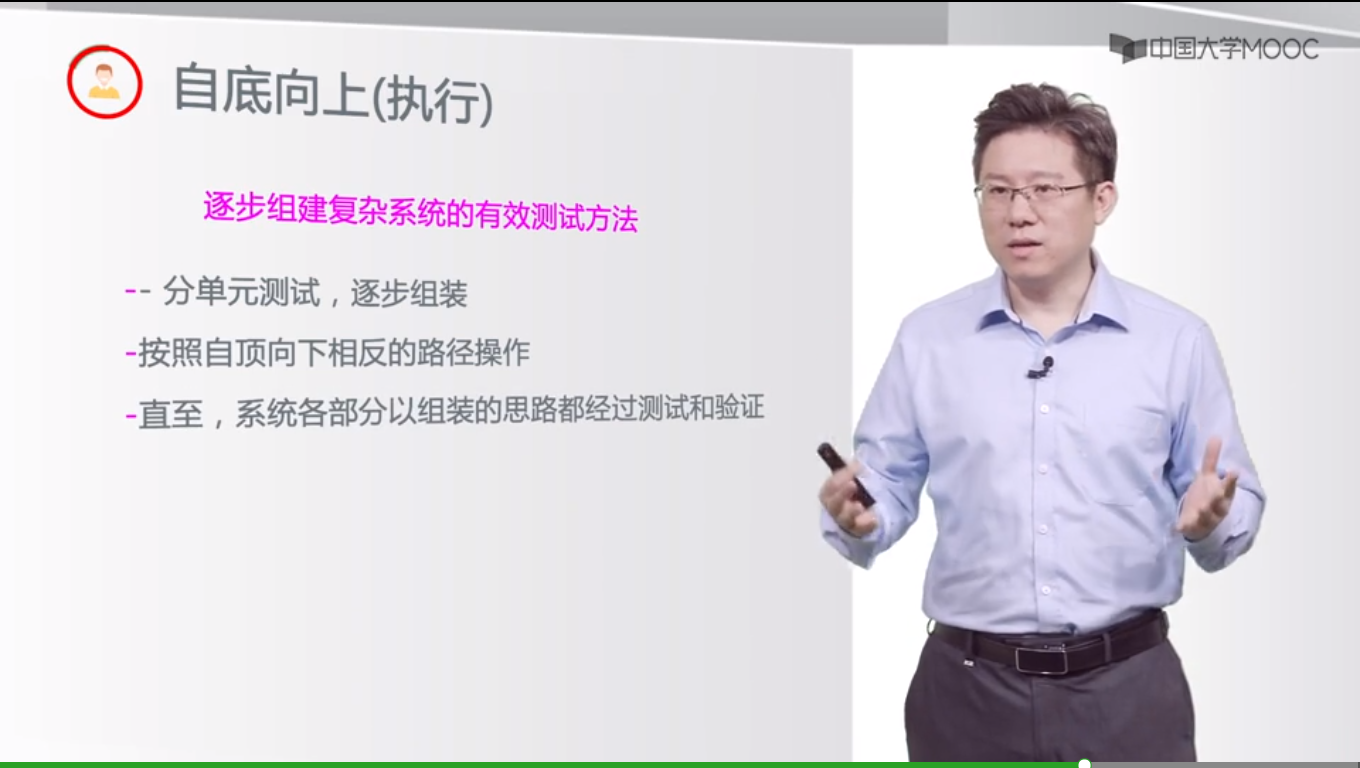 中国大学MOOC
自底向上(执行)
逐步组建复杂系统的有效测试方法
-- 分单元测试，逐步组装
-按照自顶向下相反的路径操作
-直至，系统各部分以组装的思路都经过测试和验证